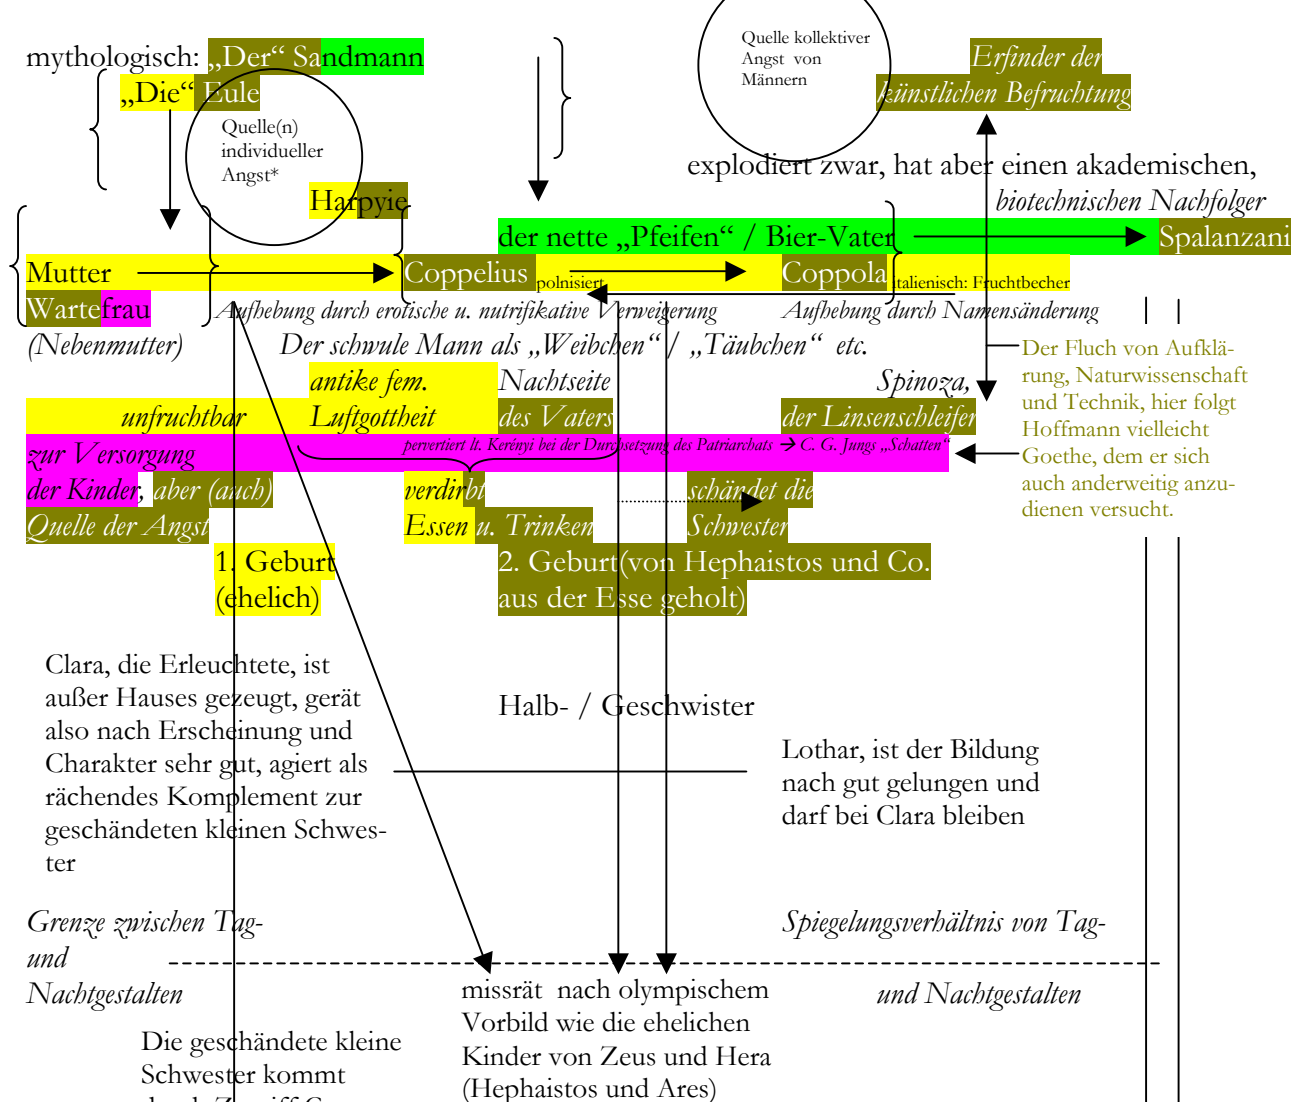 mythologisch: „Der“ Sandmann
„Die“ Eule
Quelle(n)
individueller
Angst*
Quelle kollektiver
Angst von
Männern
Erfinder der
künstlichen Befruchtung
explodiert zwar, hat aber einen akademischen,
biotechnischen Nachfolger
Harpyie
der nette „Pfeifen“ / Bier-Vater Spalanzani
Mutter Coppelius polnisiert Coppola italienisch: Fruchtbecher
Wartefrau Aufhebung durch erotische u. nutrifikative Verweigerung Aufhebung durch Namensänderung
(Nebenmutter) Der schwule Mann als „Weibchen“ / „Täubchen“ etc.
antike fem. Nachtseite Spinoza,
unfruchtbar Luftgottheit des Vaters der Linsenschleifer
pervertiert lt. Kerényi bei der Durchsetzung des Patriarchats → C. G. Jungs „Schatten“
zur Versorgung
der Kinder, aber (auch) verdirbt schändet die
Quelle der Angst Essen u. Trinken Schwester
1. Geburt 2. Geburt(von Hephaistos und Co.
(ehelich) aus der Esse geholt)
Der Fluch von Aufklä-
rung, Naturwissenschaft
und Technik, hier folgt
Hoffmann vielleicht
Goethe, dem er sich
auch anderweitig anzu-
dienen versucht.
Clara, die Erleuchtete, ist
außer Hauses gezeugt, gerät
also nach Erscheinung und
Charakter sehr gut, agiert als
rächendes Komplement zur
geschändeten kleinen Schwes-
ter
Halb- / Geschwister
Lothar, ist der Bildung
nach gut gelungen und
darf bei Clara bleiben
Grenze zwischen Tag-
und
Nachtgestalten
Spiegelungsverhältnis von Tag-
und Nachtgestalten
missrät nach olympischem
Vorbild wie die ehelichen
Kinder von Zeus und Hera
(Hephaistos und Ares)
Die geschändete kleine
Schwester kommt